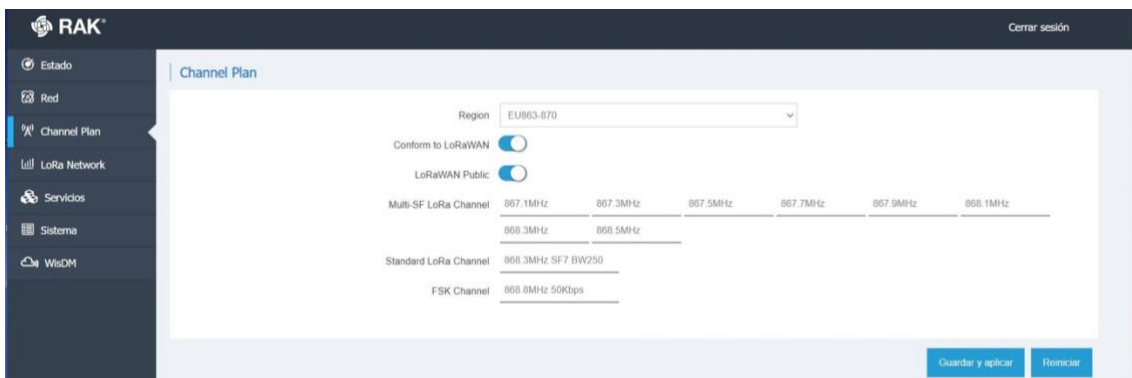 RAK®
Cerrar sesión
Estado
Red
Channel Plan
LoRa Network
Servicios
Sistema
WisDM
Channel Plan
Region EU863-870
Conform to LoRaWAN
LoRaWAN Public
Multi-SF LoRa Channel 867.1MHz 867.3MHz 867.5MHz 867.7MHz 867.9MHz 868.1MHz
868.3MHz 868.5MHz
Standard LoRa Channel 868.3MHz SF7 BW250
FSK Channel 868.8MHz 50Kbps
Guardar y aplicar Reiniciar